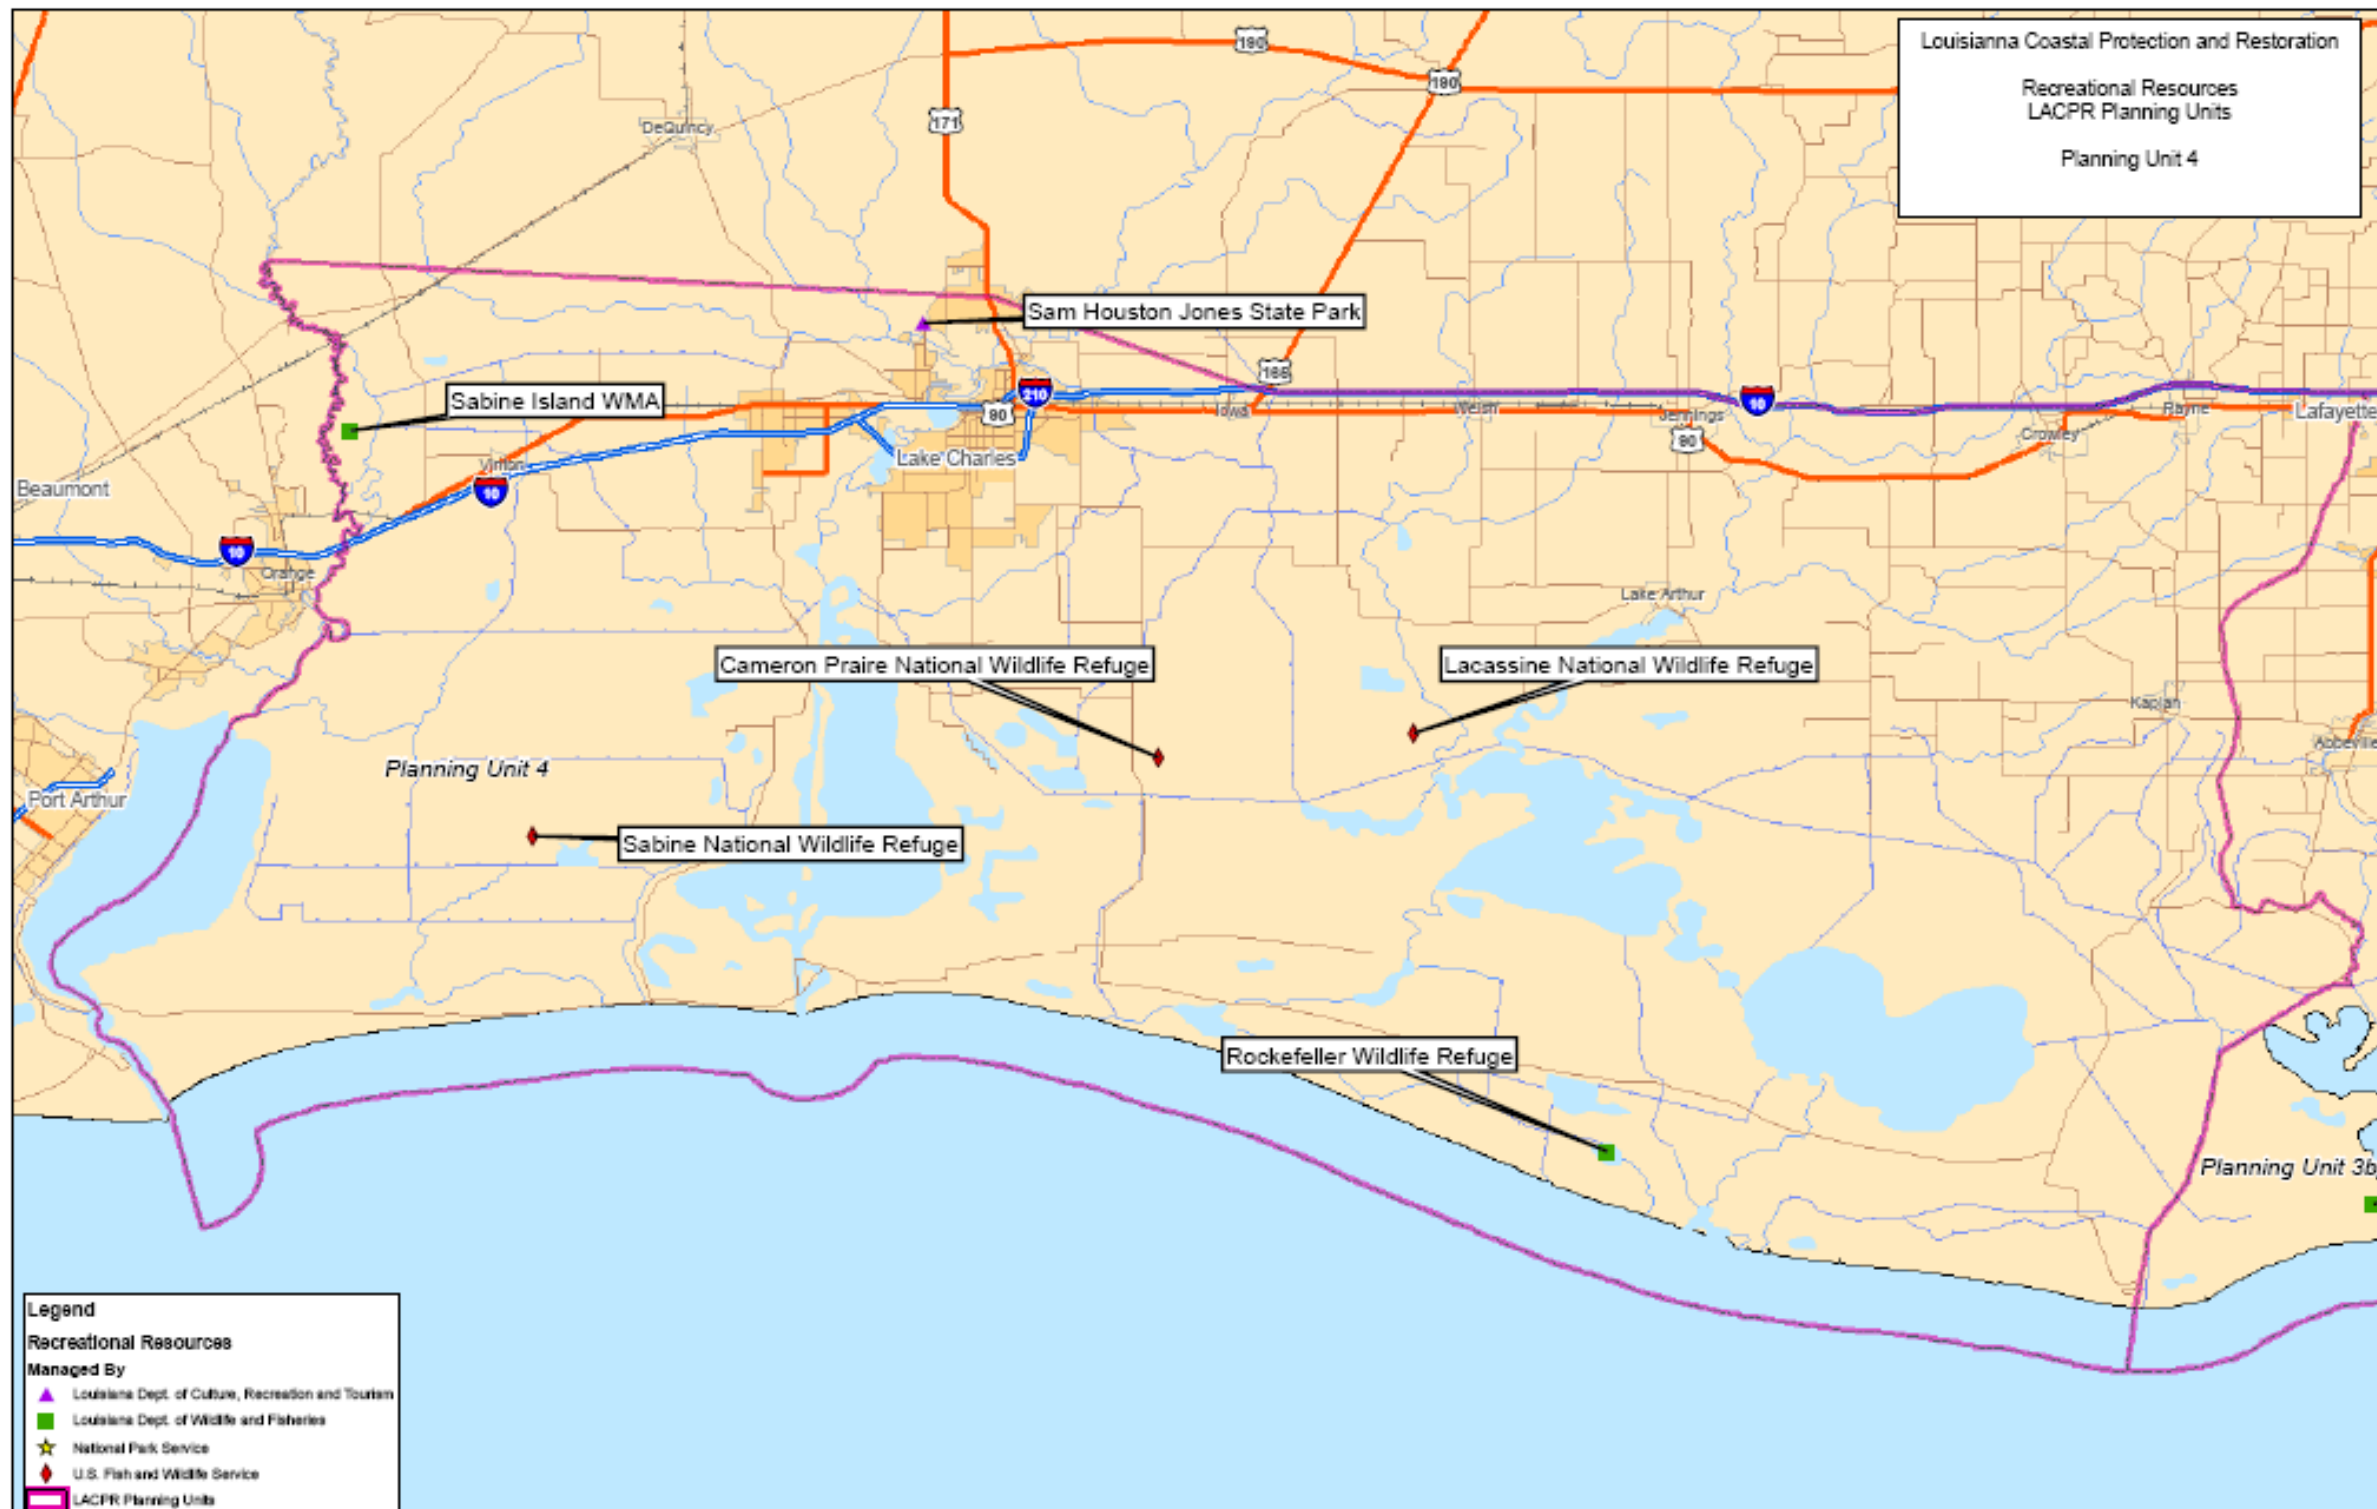 Louisianna Coastal Protection and Restoration
Recreational Resources
LACPR Planning Units
Planning Unit 4
190
190
171
DeQuincy
Sam Houston Jones State Park
165
Sabine Island WMA
210
90
10
Iowa
Welsh
Jennings
90
Crowley
Rayne
Lafayette
Lake Charles
Vinton
10
Beaumont
10
Orange
Lake Arthur
Cameron Praire National Wildlife Refuge
Lacassine National Wildlife Refuge
Kaplan
Abbeville
Planning Unit 4
Port Arthur
Sabine National Wildlife Refuge
Rockefeller Wildlife Refuge
Planning Unit 3b
Legend
Recreational Resources
Managed By
Louisiana Dept. of Culture, Recreation and Tourism
Louisiana Dept. of Wildlife and Fisheries
National Park Service
U.S. Fish and Wildlife Service
LACPR Planning Units